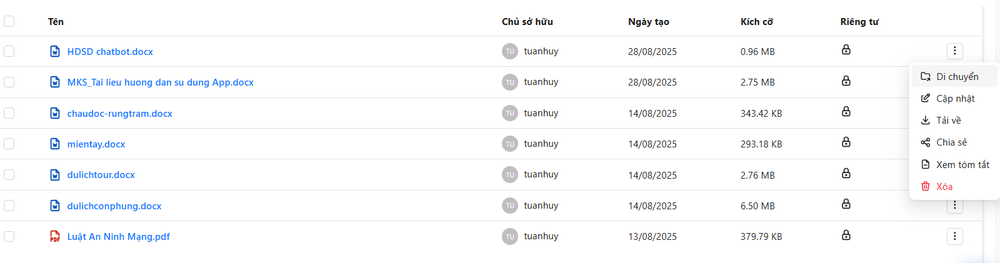 Tên Chủ sở hữu Ngày tạo Kích cỡ Riêng tư
HDSD chatbot.docx TU tuanhuy 28/08/2025 0.96 MB
MKS_Tai lieu huong dan su dung App.docx TU tuanhuy 28/08/2025 2.75 MB
chaudoc-rungtram.docx TU tuanhuy 14/08/2025 343.42 KB
mientay.docx TU tuanhuy 14/08/2025 293.18 KB
dulichtour.docx TU tuanhuy 14/08/2025 2.76 MB
dulichconphung.docx TU tuanhuy 14/08/2025 6.50 MB
PDF Luật An Ninh Mạng.pdf TU tuanhuy 13/08/2025 379.79 KB
Di chuyển
Cập nhật
Tải về
Chia sẻ
Xem tóm tắt
Xóa